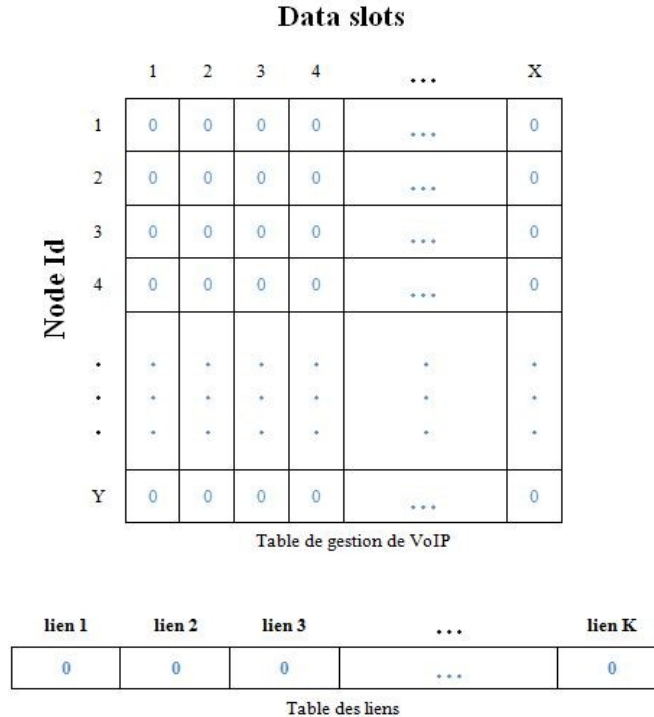 Data slots
1 2 3 4 ... X
Node Id
1 0 0 0 0 ... 0
2 0 0 0 0 ... 0
3 0 0 0 0 ... 0
4 0 0 0 0 ... 0
. . . . . . .
. . . . . . .
. . . . . . .
Y 0 0 0 0 ... 0
Table de gestion de VoIP
lien 1 lien 2 lien 3 ... lien K
0 0 0 ... 0
Table des liens